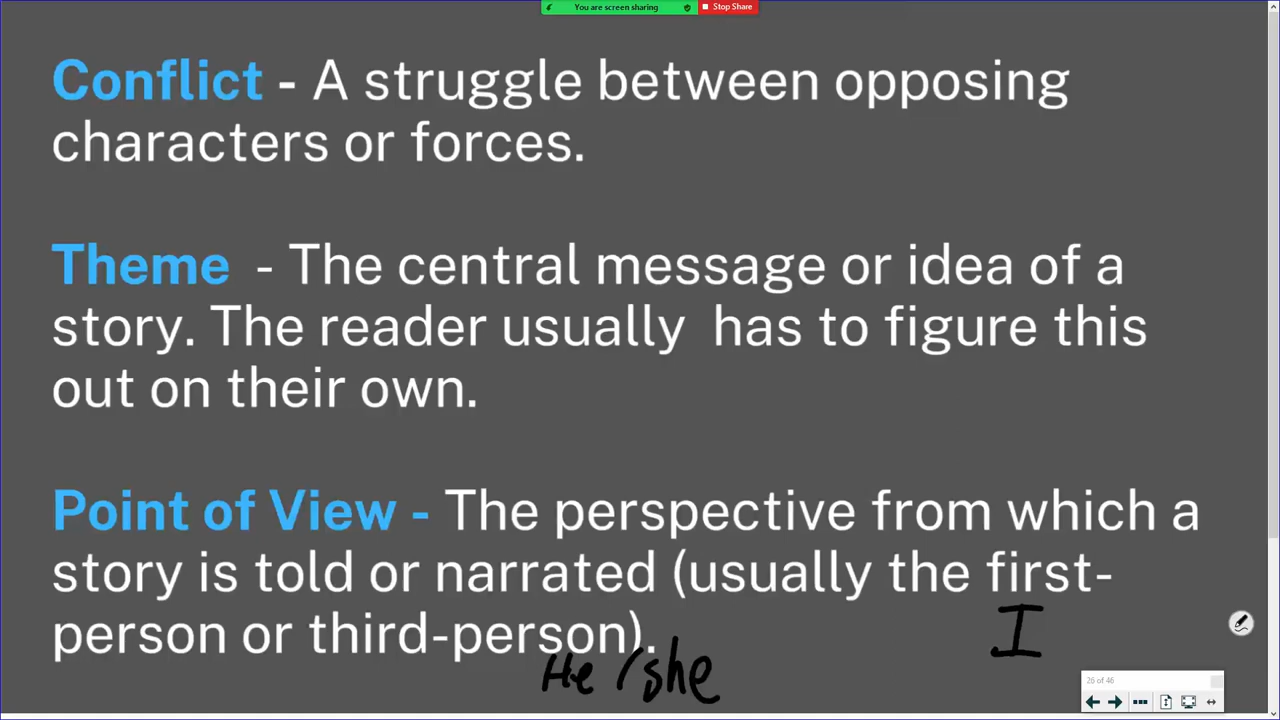 You are screen sharing Stop Share
Conflict - A struggle between opposing
characters or forces.
Theme - The central message or idea of a
story. The reader usually has to figure this
out on their own.
Point of View - The perspective from which a
story is told or narrated (usually the first-
person or third-person).
I
He / she
26 of 46